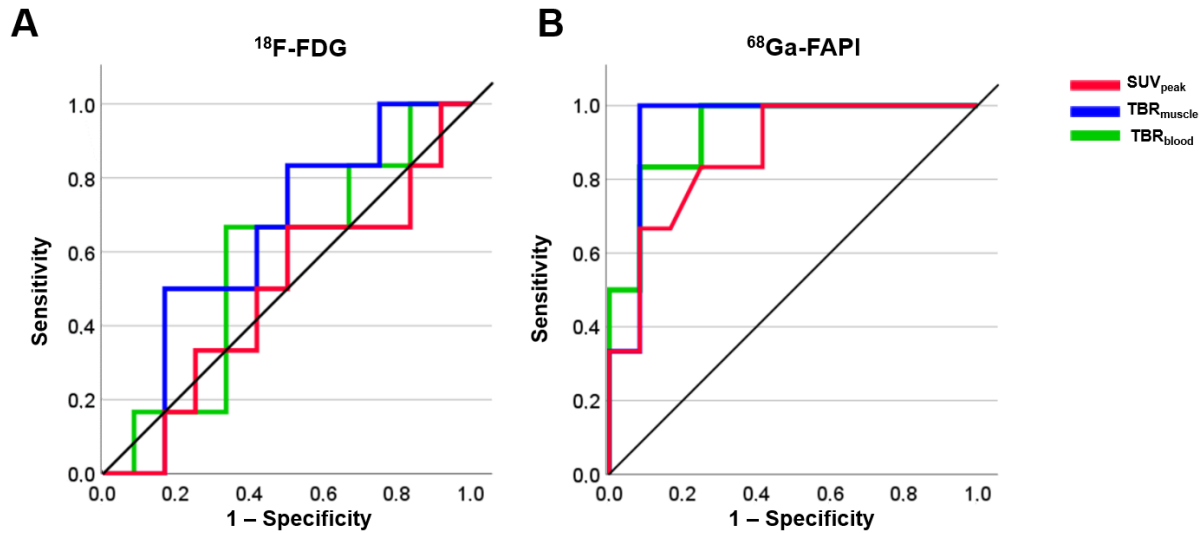 A
¹⁸F-FDG
Sensitivity
1.0
0.8
0.6
0.4
0.2
0.0
0.0 0.2 0.4 0.6 0.8 1.0
1 – Specificity
B
⁶⁸Ga-FAPI
Sensitivity
1.0
0.8
0.6
0.4
0.2
0.0
0.0 0.2 0.4 0.6 0.8 1.0
1 – Specificity
SUVpeak
TBRmuscle
TBRblood